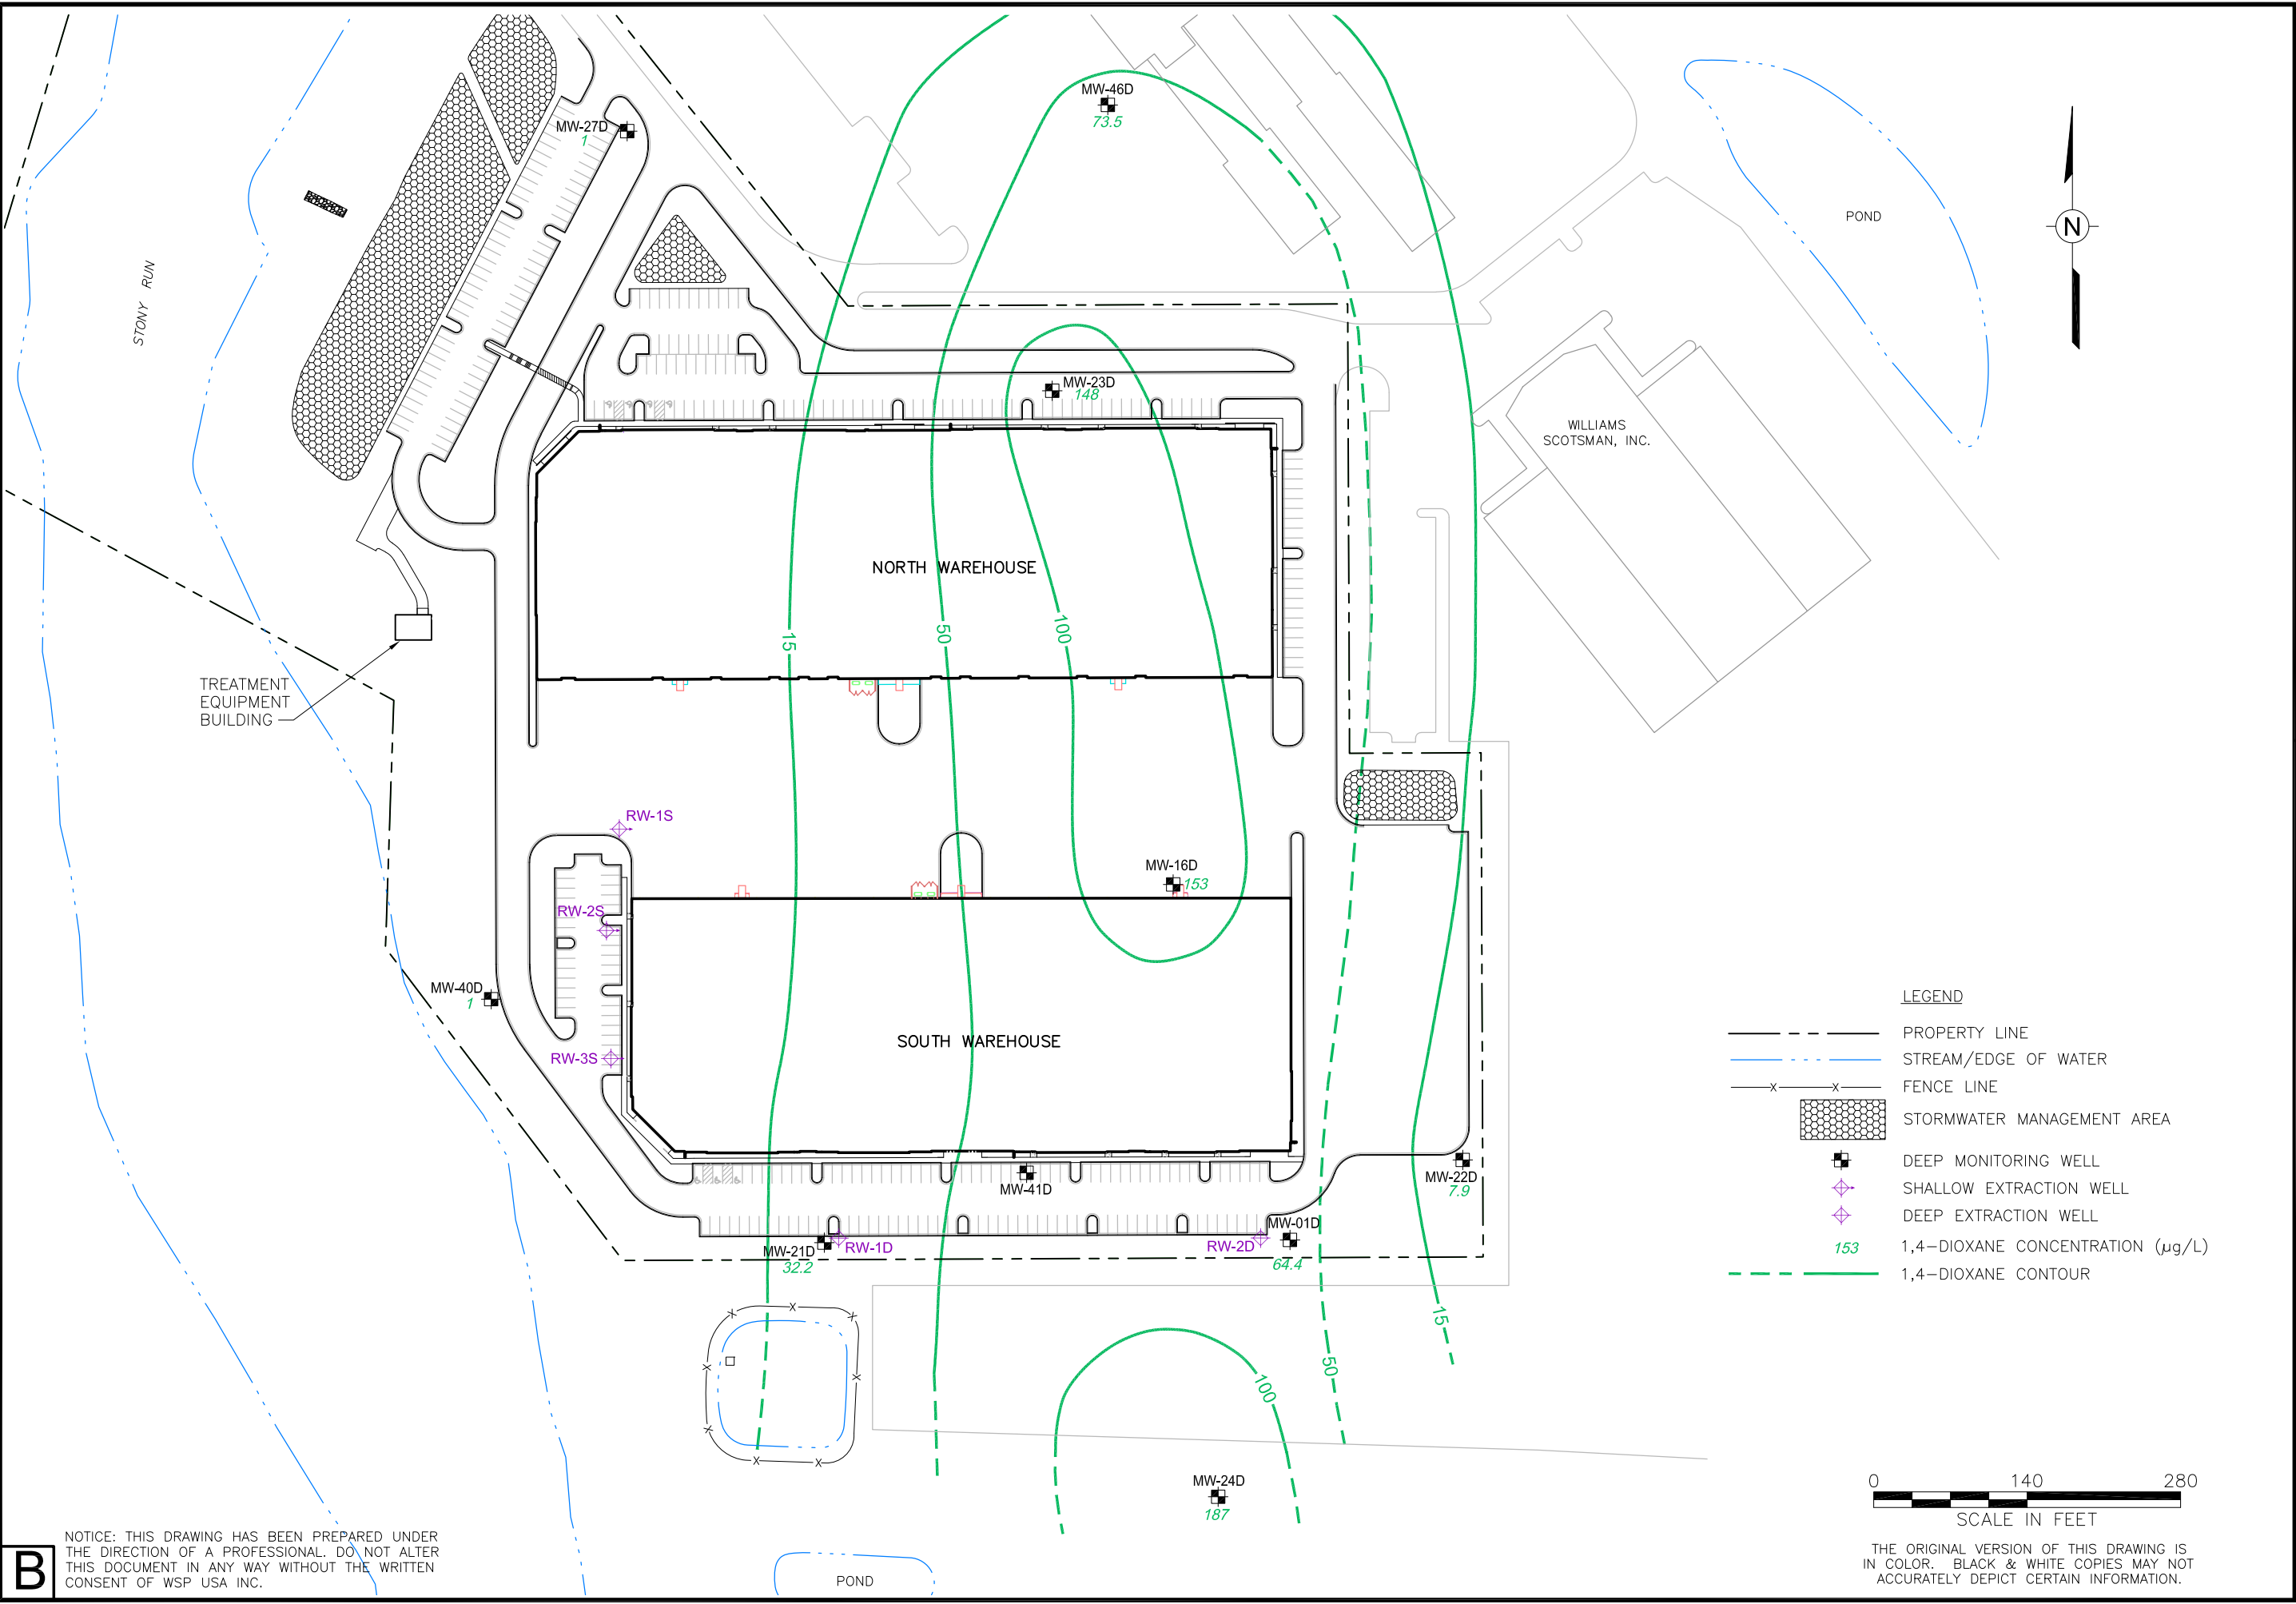 MW-46D
73.5
MW-27D
1
POND
N
STONY RUN
MW-23D
148
WILLIAMS
SCOTSMAN, INC.
NORTH WAREHOUSE
15
50
100
TREATMENT
EQUIPMENT
BUILDING
RW-1S
MW-16D
153
RW-2S
MW-40D
1
RW-3S
SOUTH WAREHOUSE
MW-41D
MW-22D
7.9
MW-21D
RW-1D
32.2
RW-2D
MW-01D
64.4
15
50
100
MW-24D
187
POND
LEGEND
PROPERTY LINE
STREAM/EDGE OF WATER
X X FENCE LINE
STORMWATER MANAGEMENT AREA
DEEP MONITORING WELL
SHALLOW EXTRACTION WELL
DEEP EXTRACTION WELL
153 1,4-DIOXANE CONCENTRATION (µg/L)
1,4-DIOXANE CONTOUR
0 140 280
SCALE IN FEET
THE ORIGINAL VERSION OF THIS DRAWING IS
IN COLOR. BLACK & WHITE COPIES MAY NOT
ACCURATELY DEPICT CERTAIN INFORMATION.
B
NOTICE: THIS DRAWING HAS BEEN PREPARED UNDER
THE DIRECTION OF A PROFESSIONAL. DO NOT ALTER
THIS DOCUMENT IN ANY WAY WITHOUT THE WRITTEN
CONSENT OF WSP USA INC.